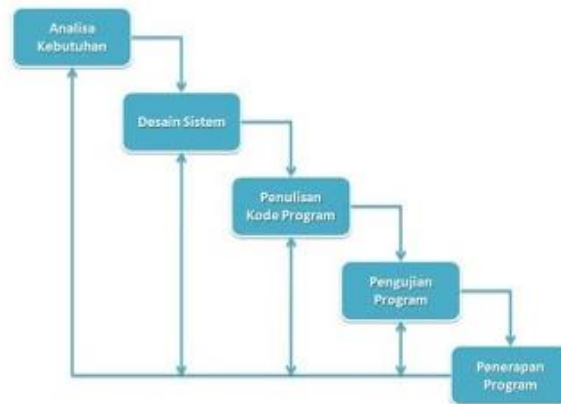 Analisa
Kebutuhan
Desain Sistem
Penulisan
Kode Program
Pengujian
Program
Penerapan
Program